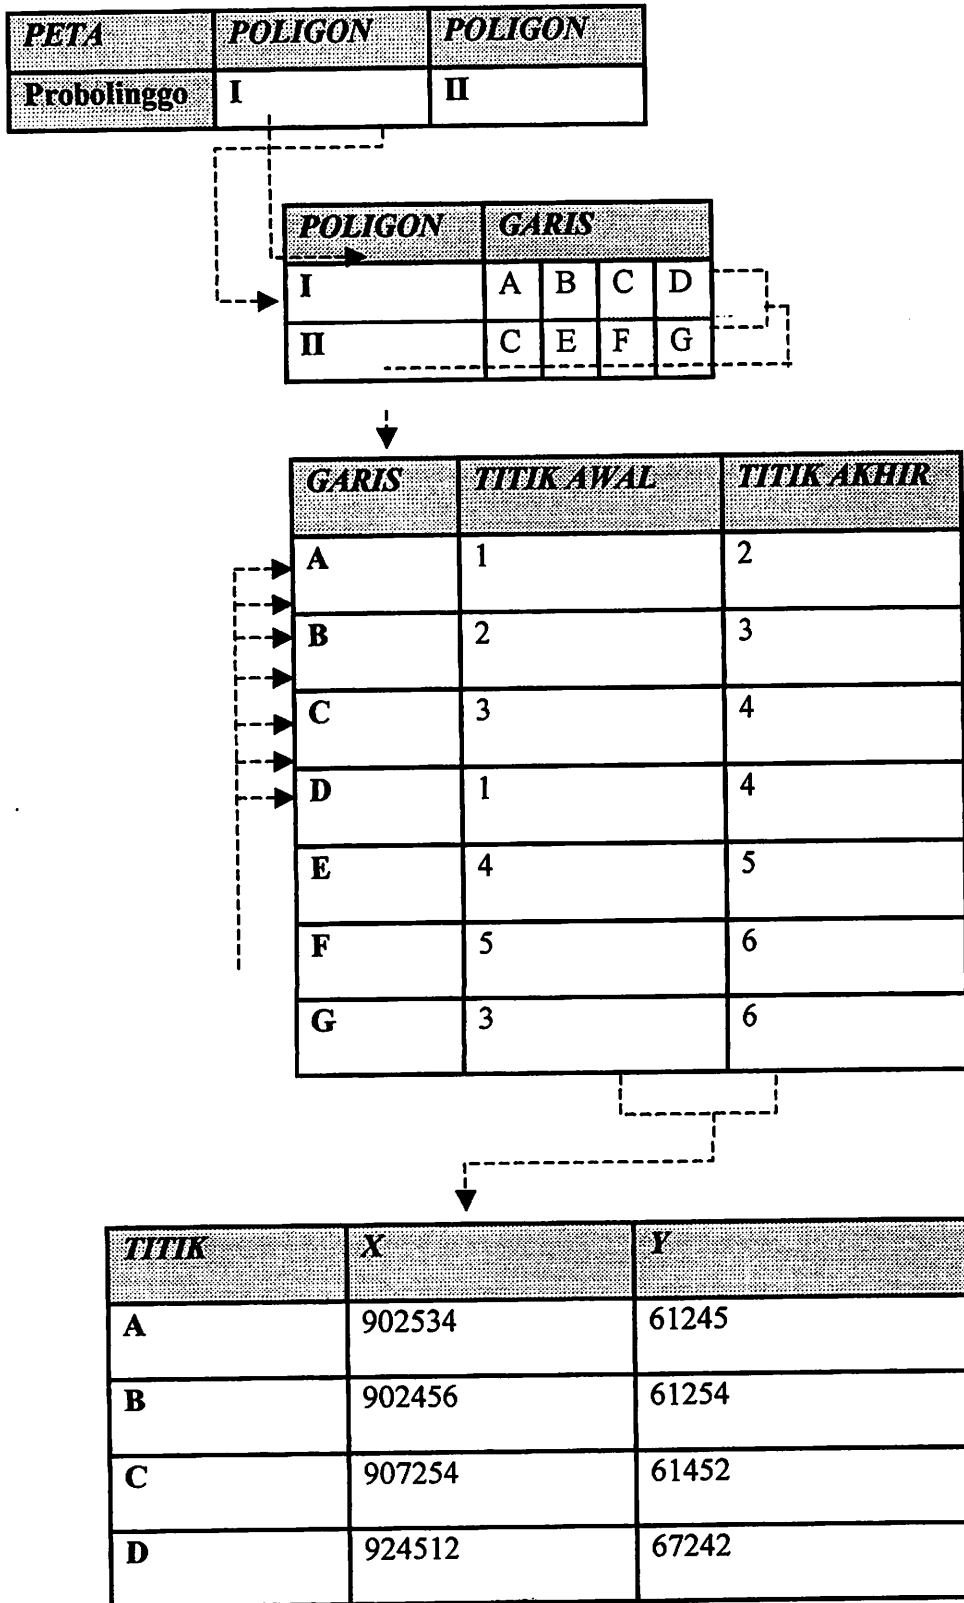 PETA POLIGON POLIGON
Probolinggo I II
POLIGON GARIS
I A B C D
II C E F G
GARIS TITIK AWAL TITIK AKHIR
A 1 2
B 2 3
C 3 4
D 1 4
E 4 5
F 5 6
G 3 6
TITIK X Y
A 902534 61245
B 902456 61254
C 907254 61452
D 924512 67242